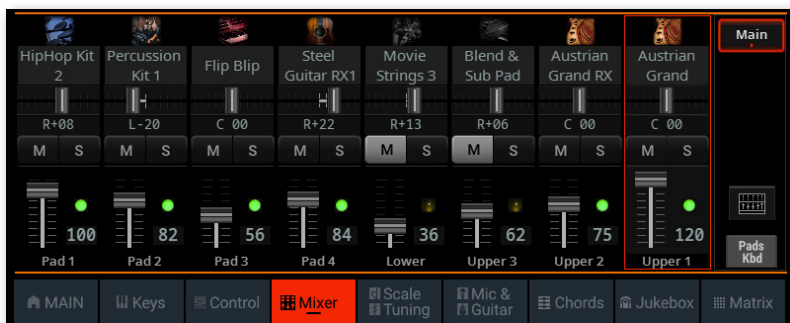 HipHop Kit 2
Percussion Kit 1
Flip Blip
Steel Guitar RX1
Movie Strings 3
Blend & Sub Pad
Austrian Grand RX
Austrian Grand
Main
R+08 L-20 C 00 R+22 R+13 R+06 C 00 C 00
M S M S M S M S M S M S M S M S
100 82 56 84 36 62 75 120
Pad 1 Pad 2 Pad 3 Pad 4 Lower Upper 3 Upper 2 Upper 1
Pads
Kbd
MAIN Keys Control Mixer Scale Tuning Mic & Guitar Chords Jukebox Matrix